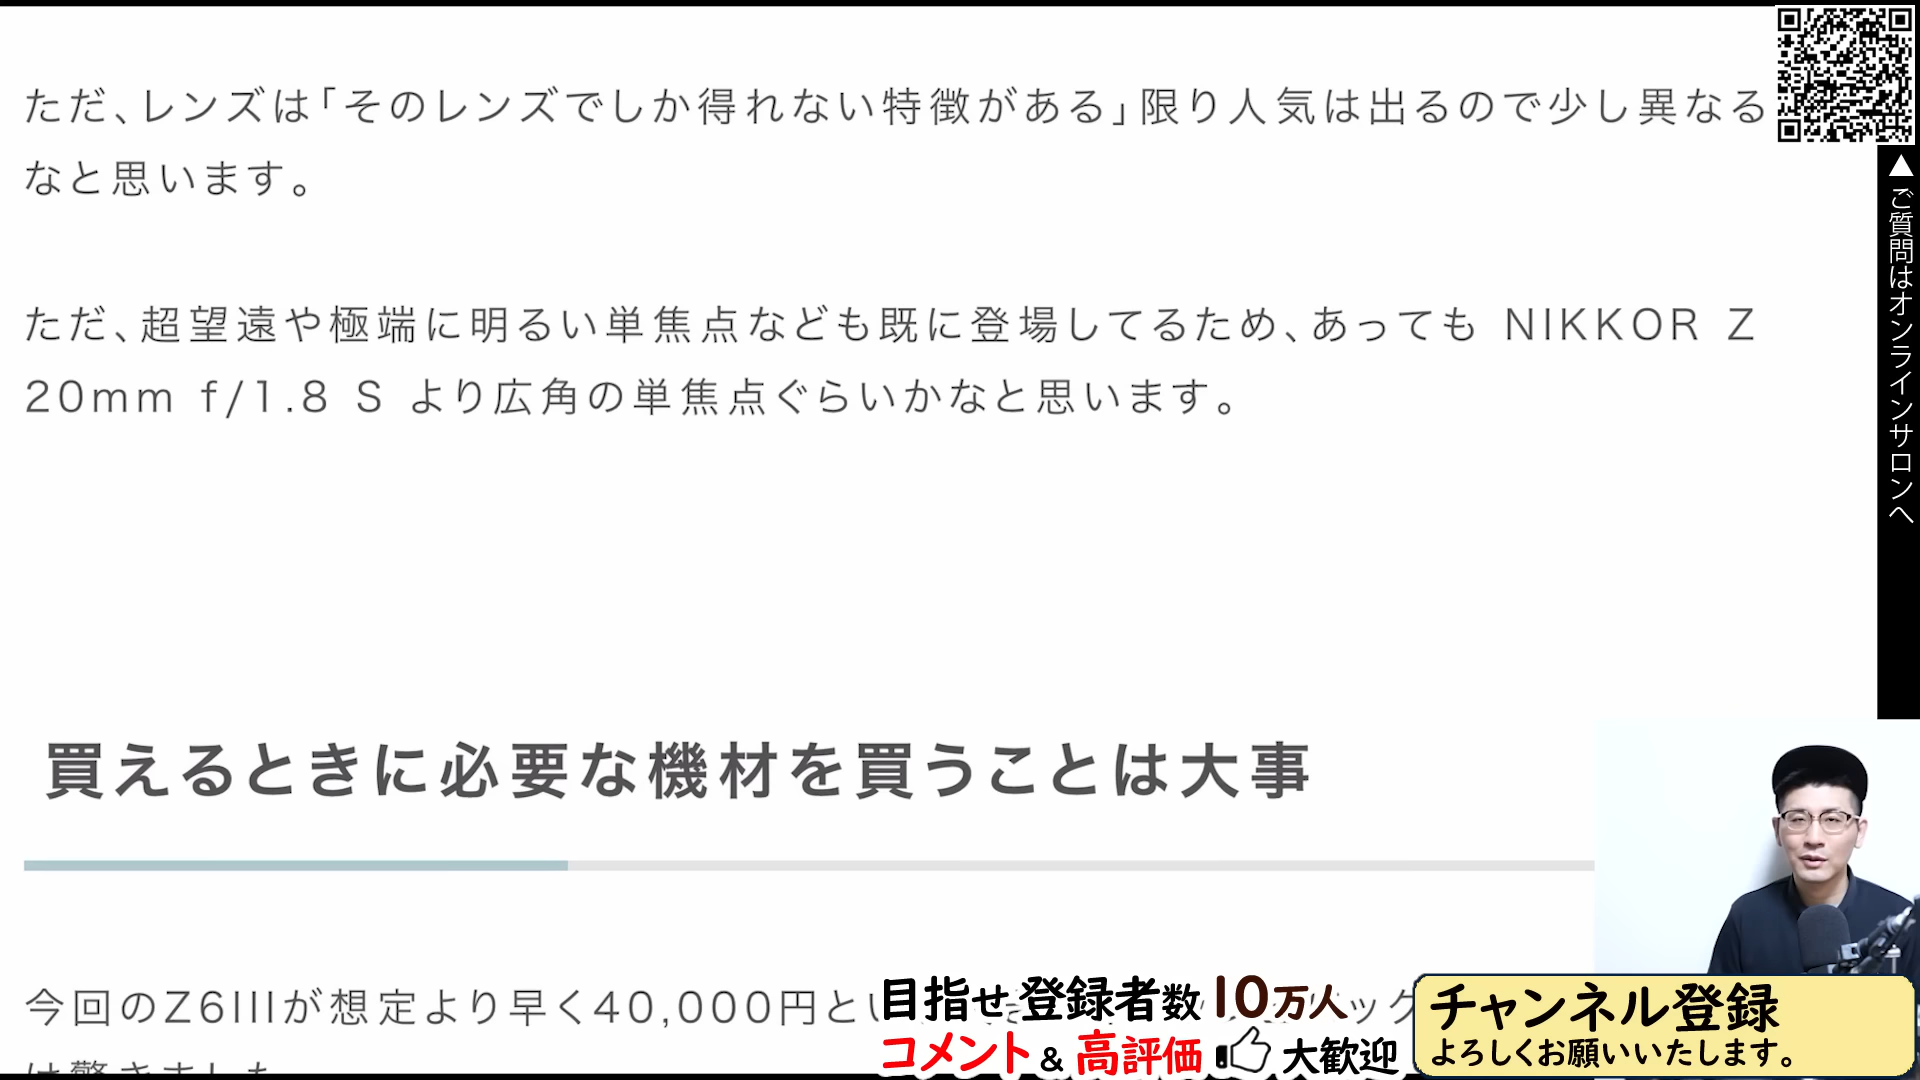 ただ、レンズは「そのレンズでしか得れない特徴がある」限り人気は出るので少し異なる
なと思います。
ただ、超望遠や極端に明るい単焦点なども既に登場してるため、あっても NIKKOR Z
20mm f/1.8 S より広角の単焦点ぐらいかなと思います。
買えるときに必要な機材を買うことは大事
今回のZ6IIIが想定より早く40,000円とい
は驚きました
▲ご質問はオンラインサロンへ
目指せ 登録者数 10万人
コメント & 高評価 大歓迎
チャンネル登録
よろしくお願いいたします。